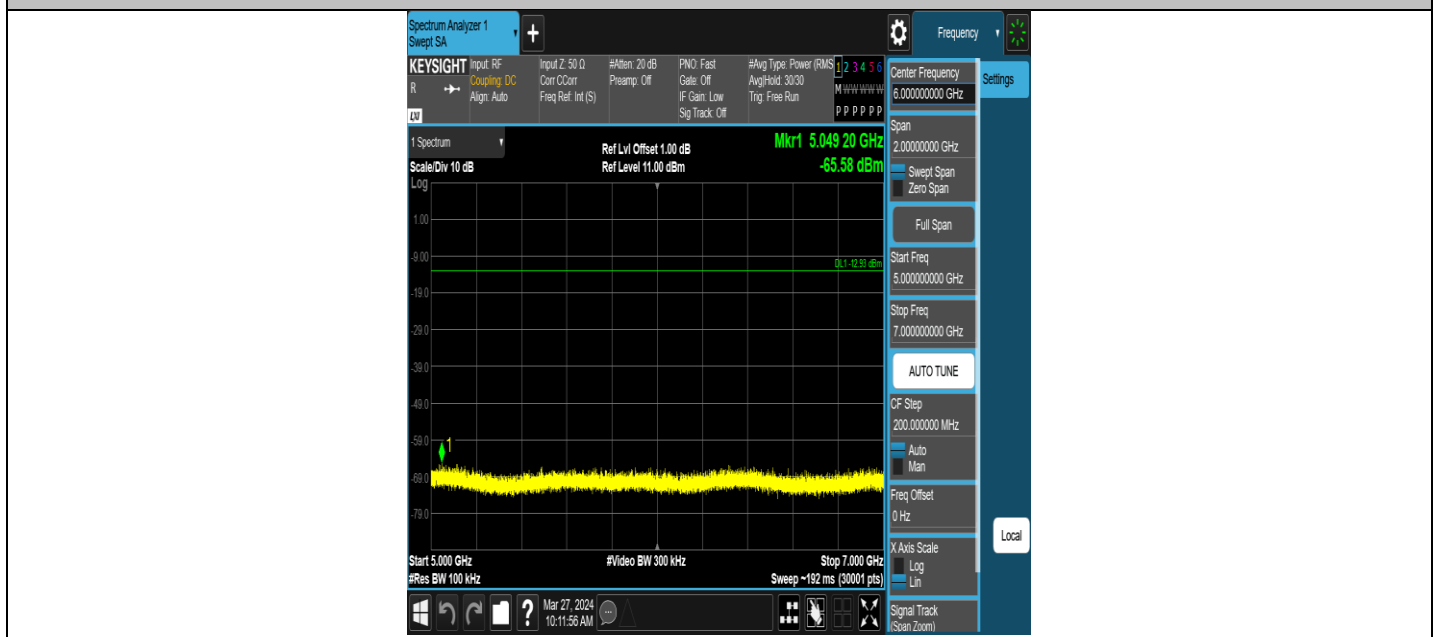 Spectrum Analyzer 1
Swept SA
+
Frequency
KEYSIGHT
R
LXI
Input: RF
Coupling: DC
Align: Auto
Input Z: 50 Ω
Corr CCorr
Freq Ref: Int (S)
#Atten: 20 dB
Preamp: Off
PNO: Fast
Gate: Off
IF Gain: Low
Sig Track: Off
#Avg Type: Power (RMS
Avg|Hold: 30/30
Trig: Free Run
1 2 3 4 5 6
M W W W W W
P P P P P P
1 Spectrum
Scale/Div 10 dB
Log
Ref Lvl Offset 1.00 dB
Ref Level 11.00 dBm
Mkr1 5.049 20 GHz
-65.58 dBm
1.00
-9.00
DL1 -12.93 dBm
-19.0
-29.0
-39.0
-49.0
-59.0
1
-69.0
-79.0
Start 5.000 GHz
#Res BW 100 kHz
#Video BW 300 kHz
Stop 7.000 GHz
Sweep ~192 ms (30001 pts)
?
Mar 27, 2024
10:11:56 AM
Center Frequency
6.000000000 GHz
Span
2.00000000 GHz
Swept Span
Zero Span
Full Span
Start Freq
5.000000000 GHz
Stop Freq
7.000000000 GHz
AUTO TUNE
CF Step
200.000000 MHz
Auto
Man
Freq Offset
0 Hz
X Axis Scale
Log
Lin
Signal Track
(Span Zoom)
Settings
Local